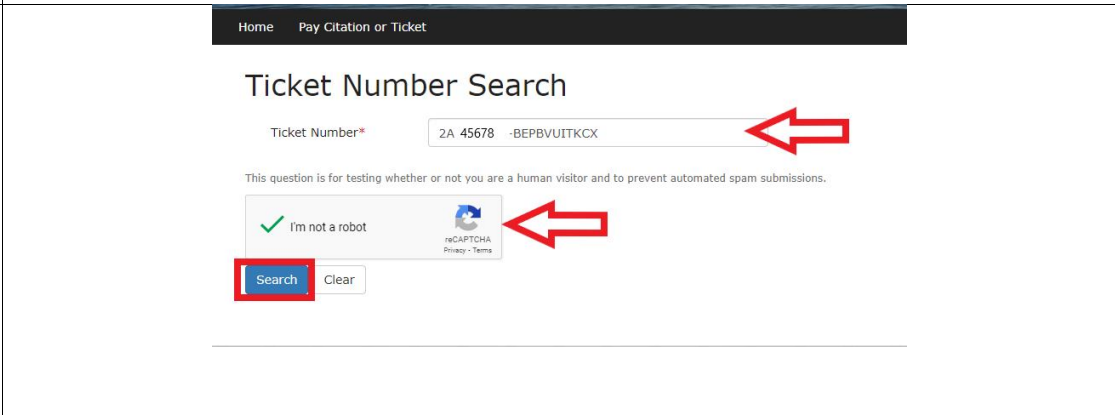 Home Pay Citation or Ticket
Ticket Number Search
Ticket Number* 2A 45678 -BEPBVUITKCX
This question is for testing whether or not you are a human visitor and to prevent automated spam submissions.
I'm not a robot
reCAPTCHA
Privacy - Terms
Search Clear